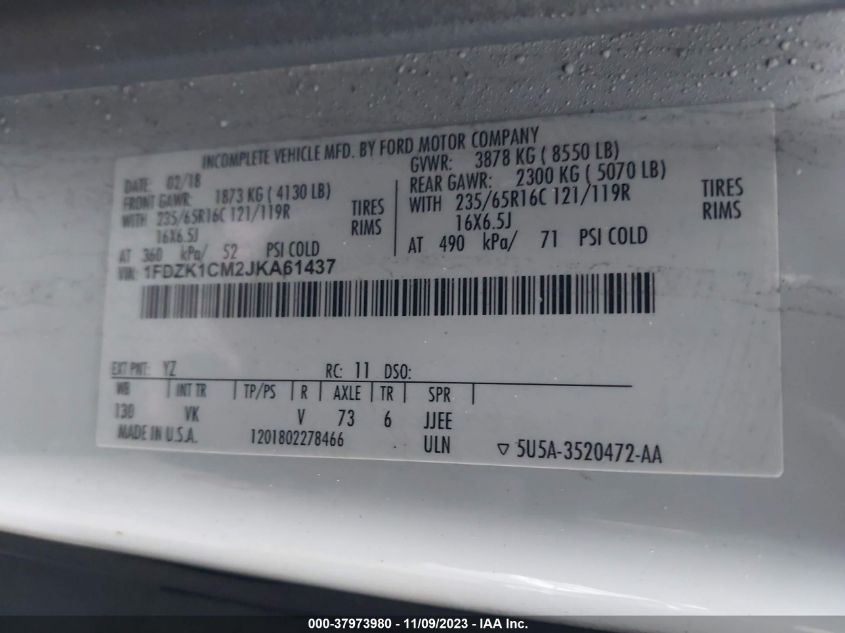 INCOMPLETE VEHICLE MFD. BY FORD MOTOR COMPANY
DATE: 02/18
GVWR: 3878 KG ( 8550 LB)
FRONT GAWR: 1873 KG ( 4130 LB)
REAR GAWR: 2300 KG ( 5070 LB)
WITH 235/65R16C 121/119R TIRES
WITH 235/65R16C 121/119R TIRES
16X6.5J RIMS
16X6.5J RIMS
AT 360 kPa/ 52 PSI COLD
AT 490 kPa/ 71 PSI COLD
VIN: 1FDZK1CM2JKA61437
EXT PNT: YZ RC: 11 DSO:
WB INT TR TP/PS R AXLE TR SPR
130 VK V 73 6 JJEE
MADE IN U.S.A. 1201802278466 ULN ▽ 5U5A-3520472-AA
000-37973980 - 11/09/2023 - IAA Inc.